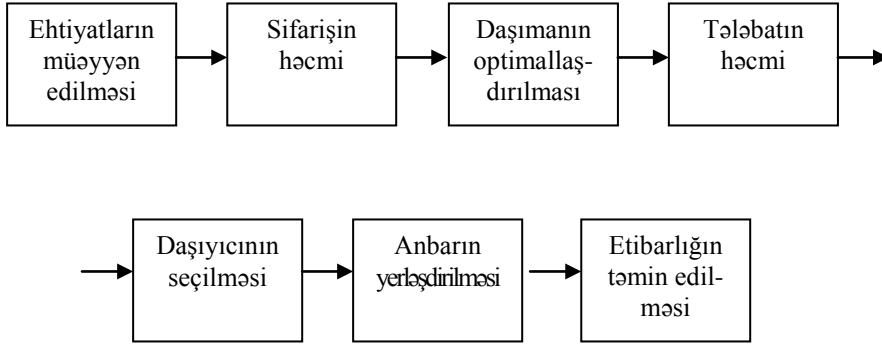 Ehtiyatların
müəyyən
edilməsi
Sifarişin
həcmi
Daşımanın
optimallaş-
dırılması
Tələbatın
həcmi
Daşıyıcının
seçilməsi
Anbarın
yerləşdirilməsi
Etibarlığın
təmin edil-
məsi